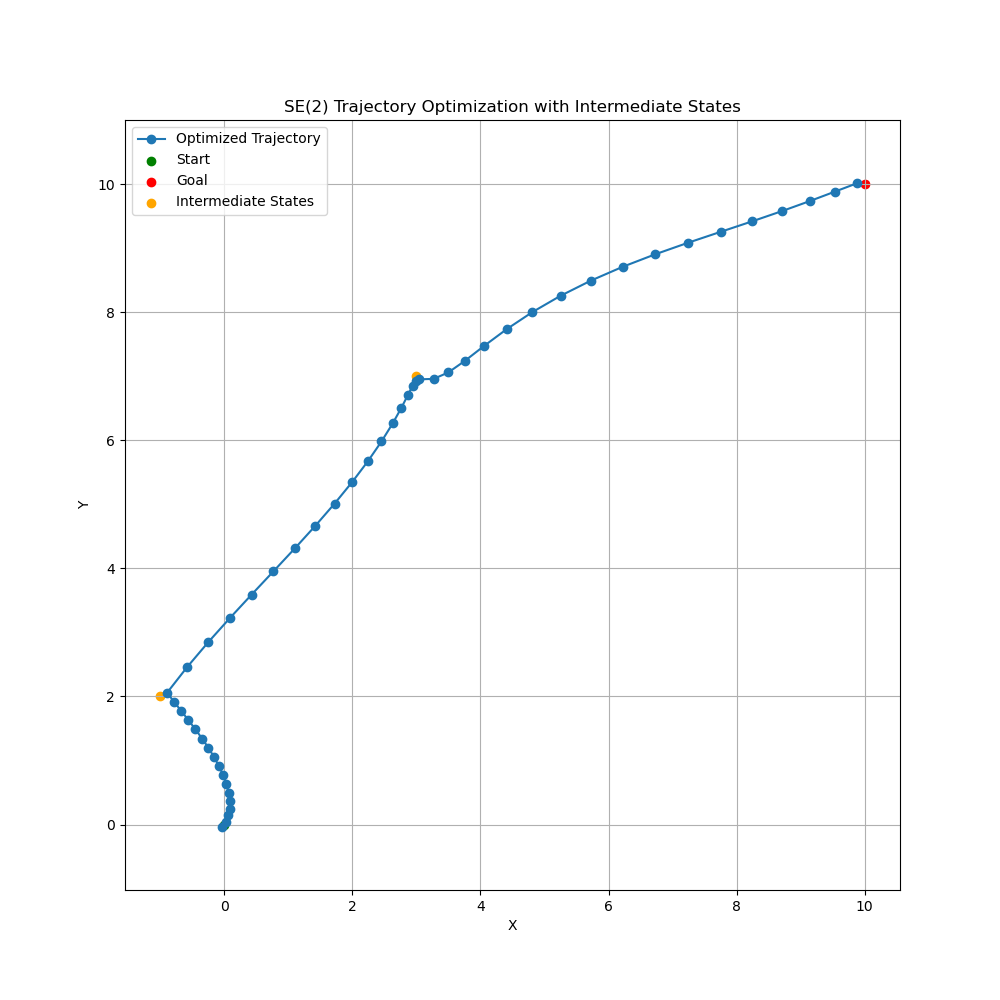 SE(2) Trajectory Optimization with Intermediate States
Optimized Trajectory
Start
Goal
Intermediate States
10
8
6
4
2
0
Y
0 2 4 6 8 10
X